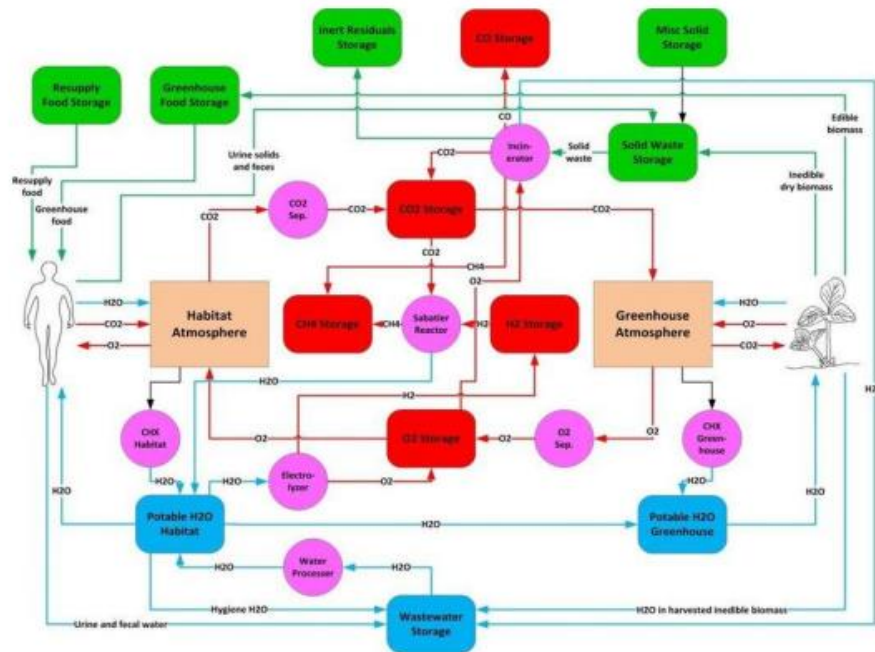 Inert Residuals
Storage
CO Storage
Misc Solid
Storage
Resupply
Food Storage
Greenhouse
Food Storage
CO
Edible
biomass
Urine solids
and feces
Incin-
erator
Solid
waste
Solid Waste
Storage
Resupply
food
Greenhouse
food
CO2
CO2
Sep.
CO2
CO2
CO2 Storage
CO2
CO2
Inedible
dry biomass
CO2
CH4
O2
H2O
CO2
O2
Habitat
Atmosphere
CH4 Storage
CH4
Sabatier
Reactor
H2
H2 Storage
Greenhouse
Atmosphere
H2O
O2
CO2
H2O
H2
CHX
Habitat
O2
O2 Storage
O2
O2
Sep.
O2
CHX
Green-
house
H2O
H2O
H2O
Electro-
lyzer
O2
H2O
H2O
Potable H2O
Habitat
H2O
Potable H2O
Greenhouse
H2O
H2O
Water
Processer
H2O
Hygiene H2O
Wastewater
Storage
H2O in harvested inedible biomass
Urine and fecal water